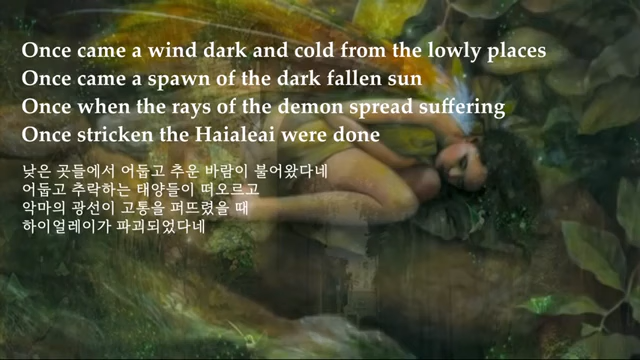 Once came a wind dark and cold from the lowly places
Once came a spawn of the dark fallen sun
Once when the rays of the demon spread suffering
Once stricken the Haialeai were done
낮은 곳들에서 어둡고 추운 바람이 불어왔다네
어둡고 추락하는 태양들이 떠오르고
악마의 광선이 고통을 퍼뜨렸을 때
하이얼레이가 파괴되었다네